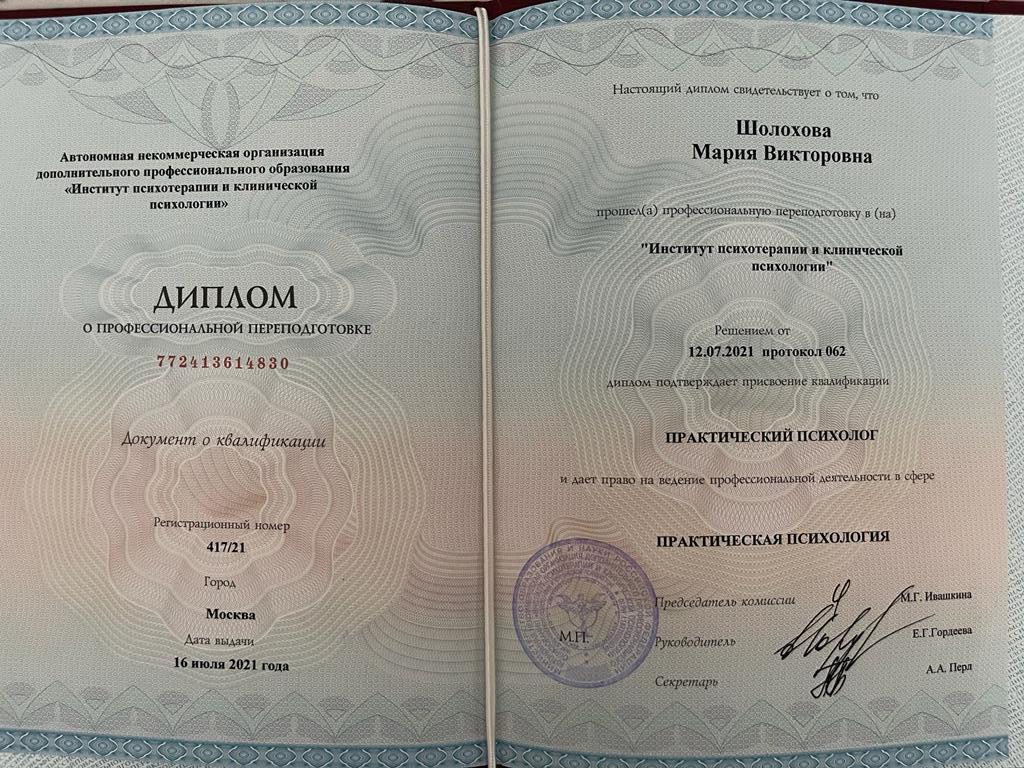 Автономная некоммерческая организация
дополнительного профессионального образования
«Институт психотерапии и клинической
психологии»
ДИПЛОМ
О ПРОФЕССИОНАЛЬНОЙ ПЕРЕПОДГОТОВКЕ
772413614830
Документ о квалификации
Регистрационный номер
417/21
Город
Москва
Дата выдачи
16 июля 2021 года
Настоящий диплом свидетельствует о том, что
Шолохова
Мария Викторовна
прошел(а) профессиональную переподготовку в (на)
"Институт психотерапии и клинической
психологии"
Решением от
12.07.2021 протокол 062
диплом подтверждает присвоение квалификации
ПРАКТИЧЕСКИЙ ПСИХОЛОГ
и дает право на ведение профессиональной деятельности в сфере
ПРАКТИЧЕСКАЯ ПСИХОЛОГИЯ
М.П.
Председатель комиссии М.Г. Ивашкина
Руководитель Е.Г.Гордеева
Секретарь А.А. Перл